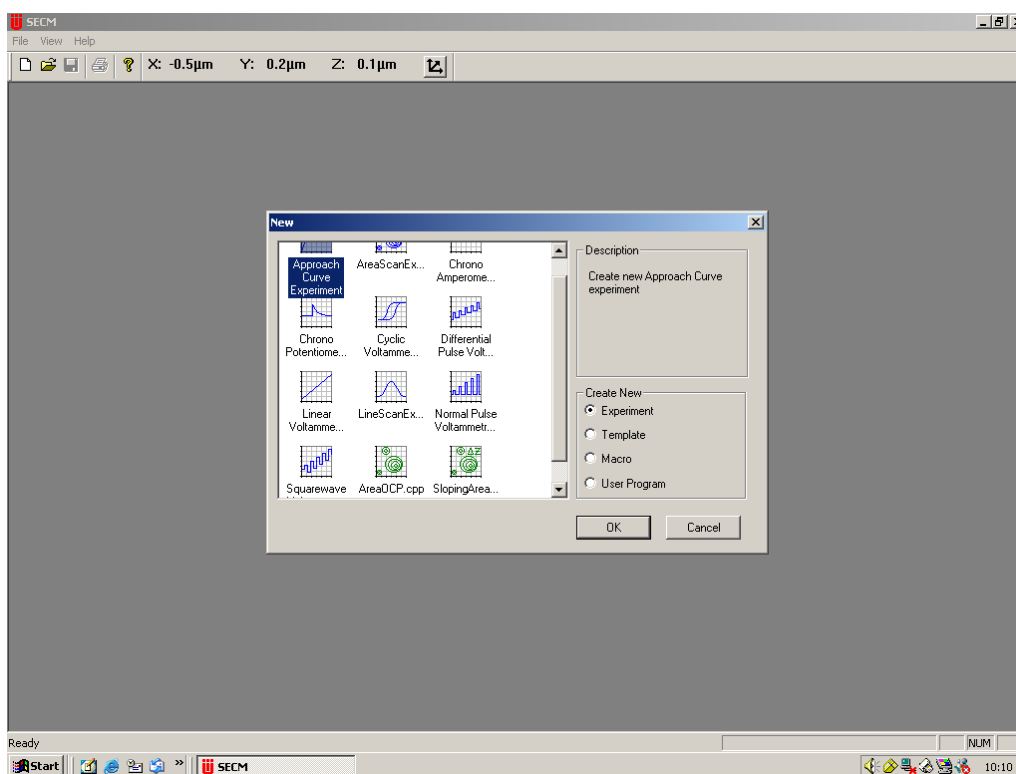 SECM
File View Help
X: -0.5µm Y: 0.2µm Z: 0.1µm
New
Approach Curve Experiment
AreaScanEx...
Chrono Amperome...
Chrono Potentiome...
Cyclic Voltamme...
Differential Pulse Volt...
Linear Voltamme...
LineScanEx...
Normal Pulse Voltammetr...
Squarewave
AreaOCP.cpp
SlopingArea...
Description
Create new Approach Curve
experiment
Create New
Experiment
Template
Macro
User Program
OK Cancel
Ready
NUM
Start
SECM
10:10